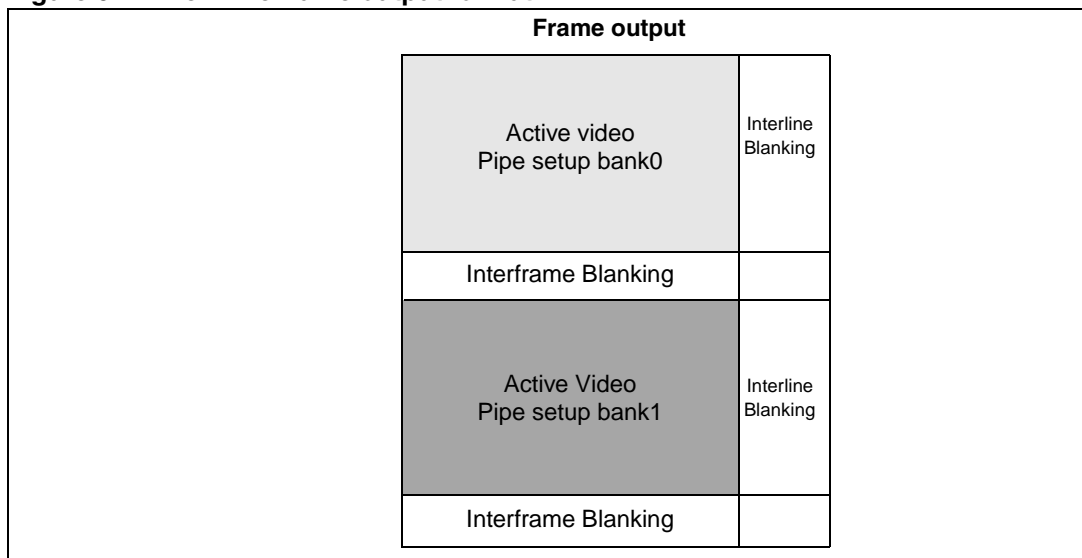 Frame output
Active video
Pipe setup bank0
Interline
Blanking
Interframe Blanking
Active Video
Pipe setup bank1
Interline
Blanking
Interframe Blanking